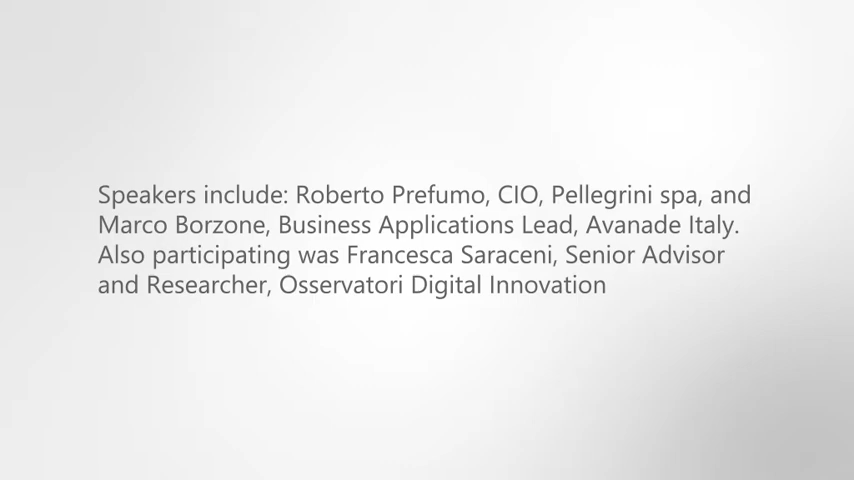 Speakers include: Roberto Prefumo, CIO, Pellegrini spa, and
Marco Borzone, Business Applications Lead, Avanade Italy.
Also participating was Francesca Saraceni, Senior Advisor
and Researcher, Osservatori Digital Innovation